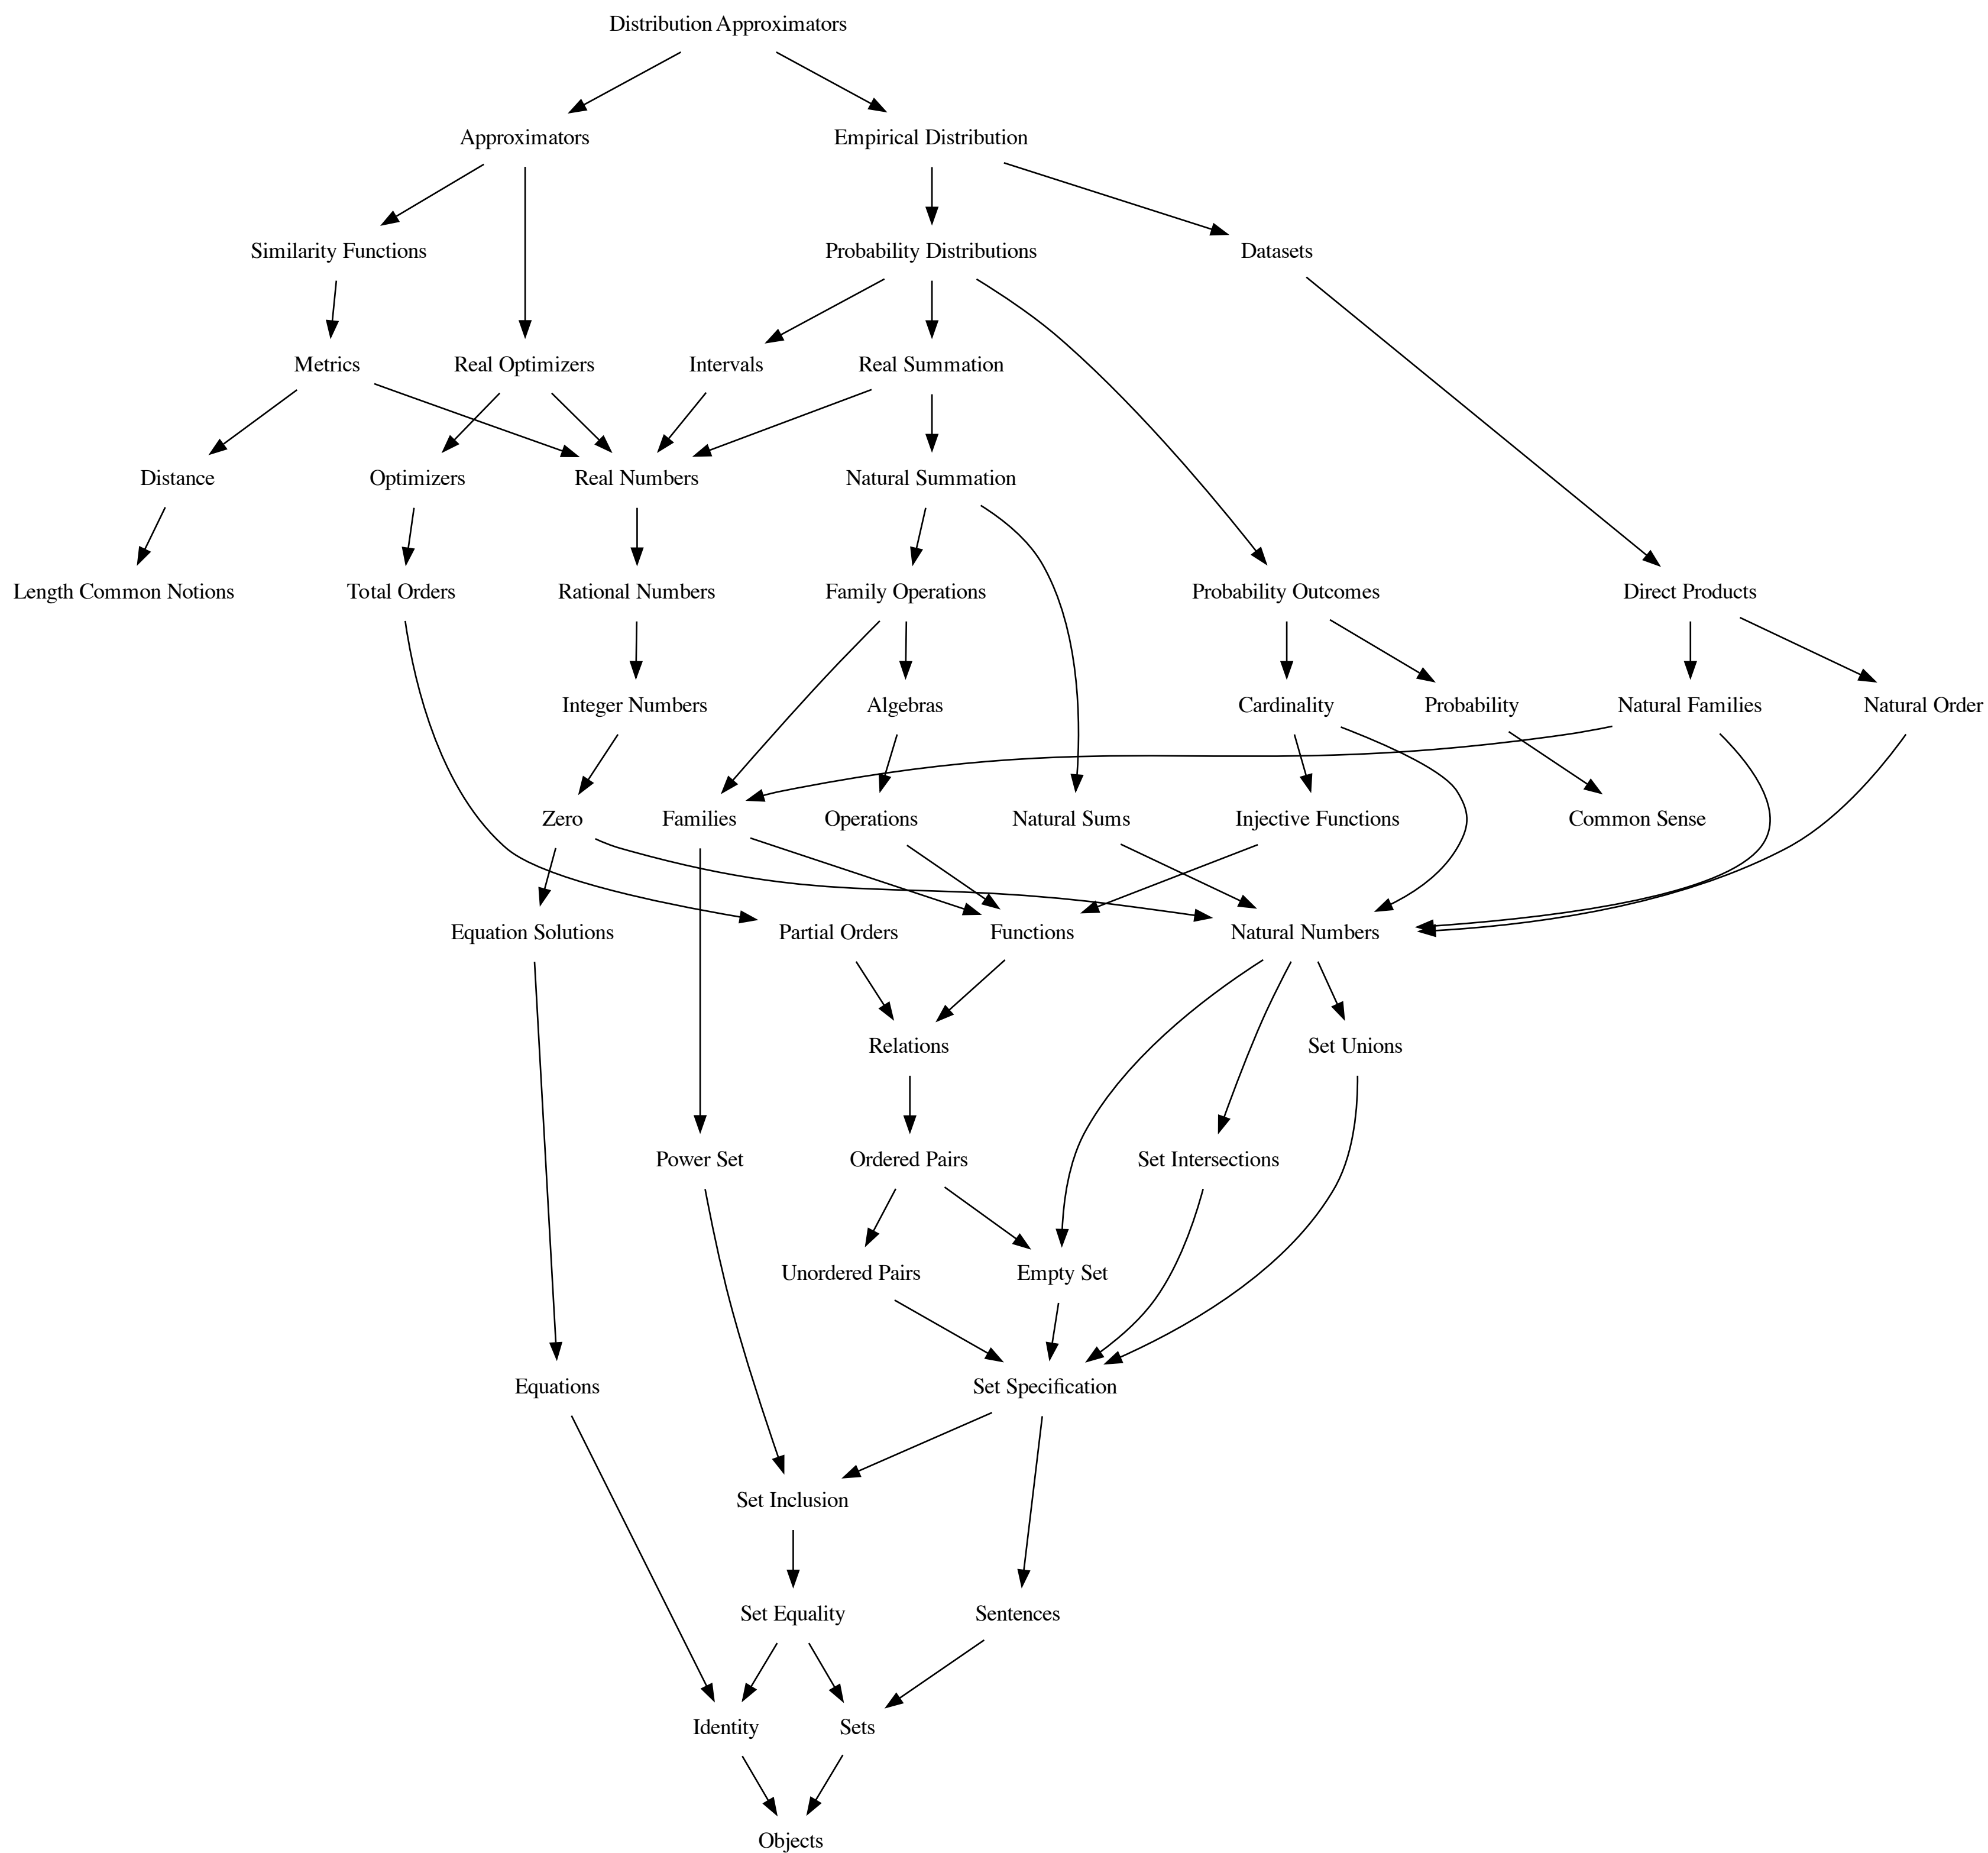 Distribution Approximators
Approximators
Empirical Distribution
Similarity Functions
Probability Distributions
Datasets
Metrics
Real Optimizers
Intervals
Real Summation
Distance
Optimizers
Real Numbers
Natural Summation
Length Common Notions
Total Orders
Rational Numbers
Family Operations
Probability Outcomes
Direct Products
Integer Numbers
Algebras
Cardinality
Probability
Natural Families
Natural Order
Zero
Families
Operations
Natural Sums
Injective Functions
Common Sense
Equation Solutions
Partial Orders
Functions
Natural Numbers
Relations
Set Unions
Power Set
Ordered Pairs
Set Intersections
Unordered Pairs
Empty Set
Equations
Set Specification
Set Inclusion
Set Equality
Sentences
Identity
Sets
Objects